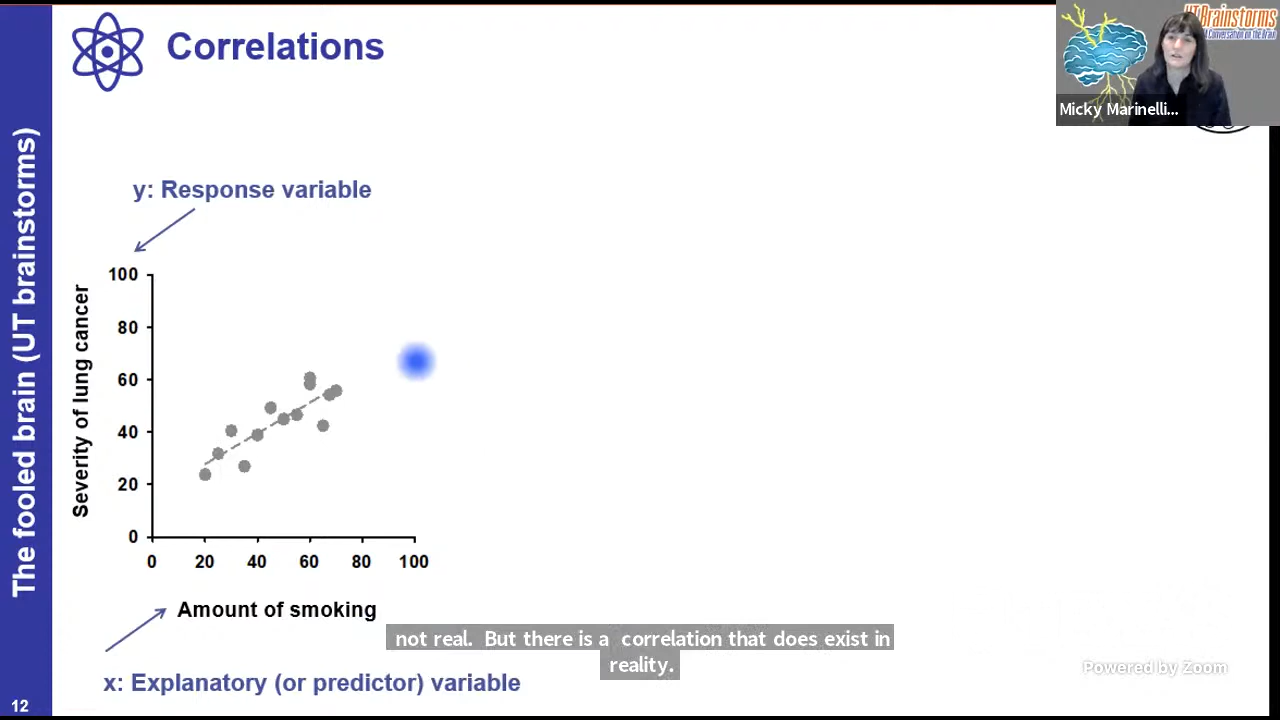 The fooled brain (UT brainstorms)
12
Correlations
UT Brainstorms
A Conversation on the Brain
Micky Marinelli...
y: Response variable
Severity of lung cancer
100
80
60
40
20
0
0 20 40 60 80 100
Amount of smoking
x: Explanatory (or predictor) variable
not real. But there is a correlation that does exist in
reality.
Powered by Zoom